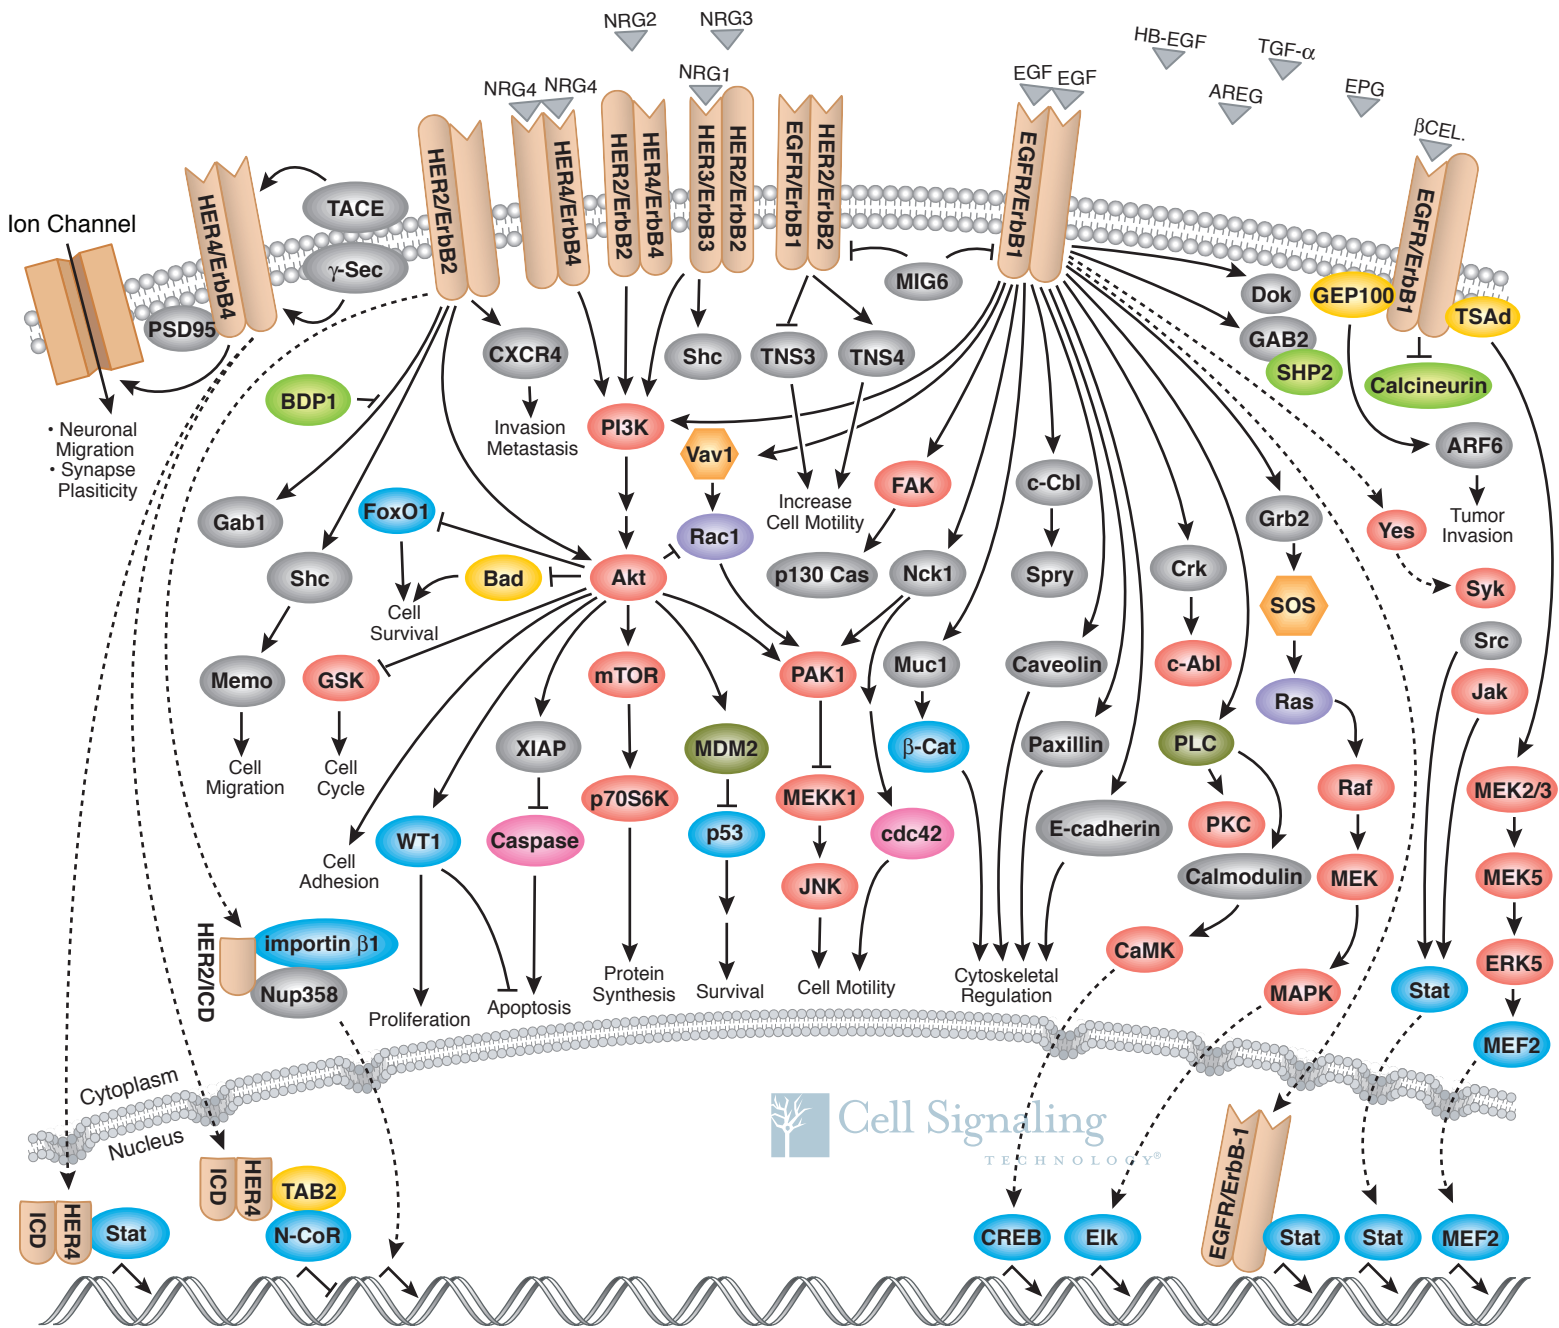 NRG2
NRG3
HB-EGF
TGF-α
NRG4
NRG4
NRG1
EGF
EGF
AREG
EPG
βCEL.
HER4/ErbB4
TACE
γ-Sec
HER2/ErbB2
HER4/ErbB4
HER2/ErbB2
HER4/ErbB4
HER3/ErbB3
HER2/ErbB2
EGFR/ErbB1
HER2/ErbB2
EGFR/ErbB1
EGFR/ErbB1
Ion Channel
PSD95
MIG6
Dok
GEP100
TSAd
GAB2
SHP2
Calcineurin
CXCR4
Shc
TNS3
TNS4
BDP1
• Neuronal
Migration
• Synapse
Plasiticity
Invasion
Metastasis
PI3K
Vav1
ARF6
Increase
Cell Motility
FAK
c-Cbl
Gab1
FoxO1
Rac1
Grb2
Yes
Tumor
Invasion
Shc
Bad
Akt
p130 Cas
Nck1
Spry
Crk
SOS
Syk
Cell
Survival
Src
Memo
GSK
mTOR
PAK1
Muc1
Caveolin
c-Abl
Ras
Jak
XIAP
MDM2
β-Cat
Paxillin
PLC
Cell
Migration
Cell
Cycle
p70S6K
MEKK1
Raf
MEK2/3
WT1
Caspase
p53
cdc42
E-cadherin
PKC
Cell
Adhesion
JNK
Calmodulin
MEK
MEK5
HER2/ICD
importin β1
Nup358
CaMK
ERK5
Protein
Synthesis
Survival
Cell Motility
Cytoskeletal
Regulation
MAPK
Stat
Proliferation
Apoptosis
MEF2
Cytoplasm
Nucleus
Cell Signaling
TECHNOLOGY®
ICD
HER4
Stat
ICD
HER4
TAB2
N-CoR
CREB
Elk
EGFR/ErbB-1
Stat
Stat
MEF2